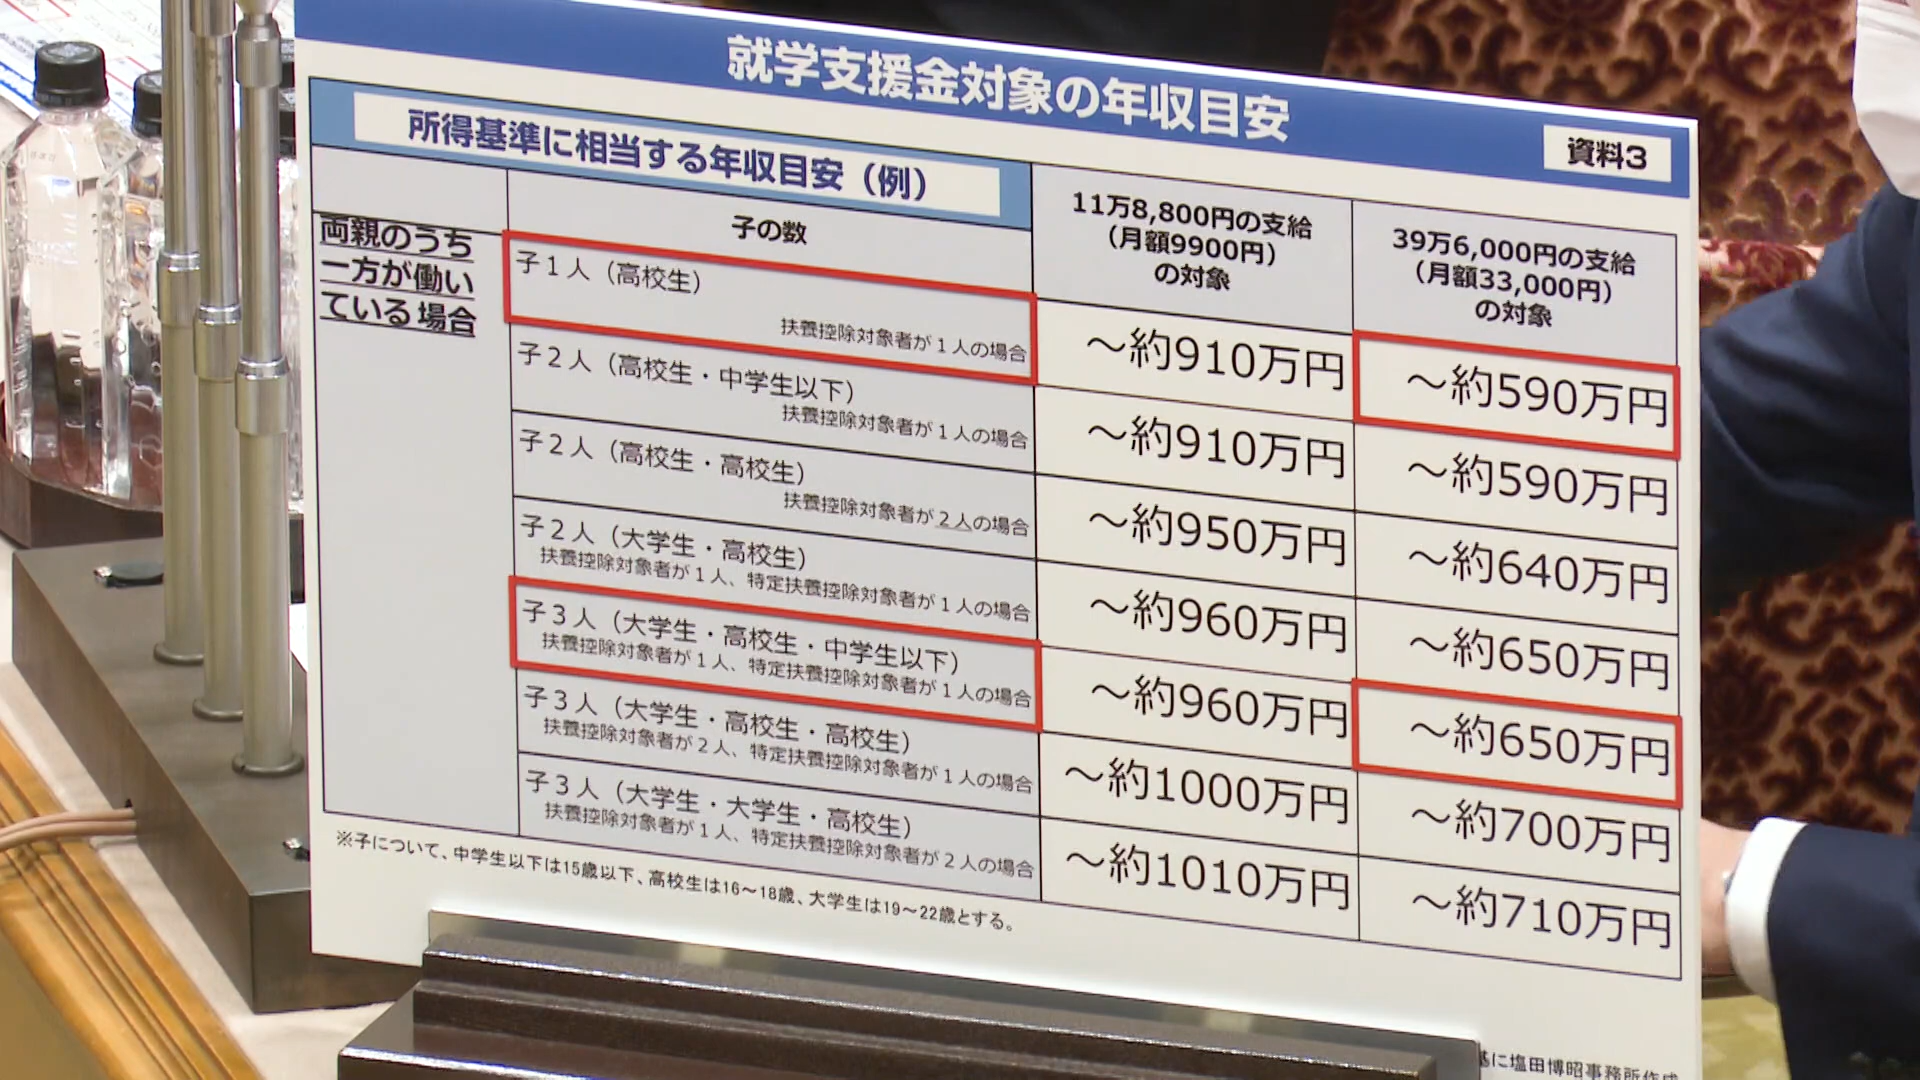 就学支援金対象の年収目安
資料3
所得基準に相当する年収目安（例）
子の数
11万8,800円の支給
（月額9900円）
の対象
39万6,000円の支給
（月額33,000円）
の対象
両親のうち
一方が働い
ている場合
子１人（高校生）
扶養控除対象者が１人の場合
～約910万円
～約590万円
子２人（高校生・中学生以下）
扶養控除対象者が１人の場合
～約910万円
～約590万円
子２人（高校生・高校生）
扶養控除対象者が２人の場合
～約950万円
～約640万円
子２人（大学生・高校生）
扶養控除対象者が１人、特定扶養控除対象者が１人の場合
～約960万円
～約650万円
子３人（大学生・高校生・中学生以下）
扶養控除対象者が１人、特定扶養控除対象者が１人の場合
～約960万円
～約650万円
子３人（大学生・高校生・高校生）
扶養控除対象者が２人、特定扶養控除対象者が１人の場合
～約1000万円
～約700万円
子３人（大学生・大学生・高校生）
扶養控除対象者が１人、特定扶養控除対象者が２人の場合
～約1010万円
～約710万円
※子について、中学生以下は15歳以下、高校生は16～18歳、大学生は19～22歳とする。
に塩田博昭事務所作成